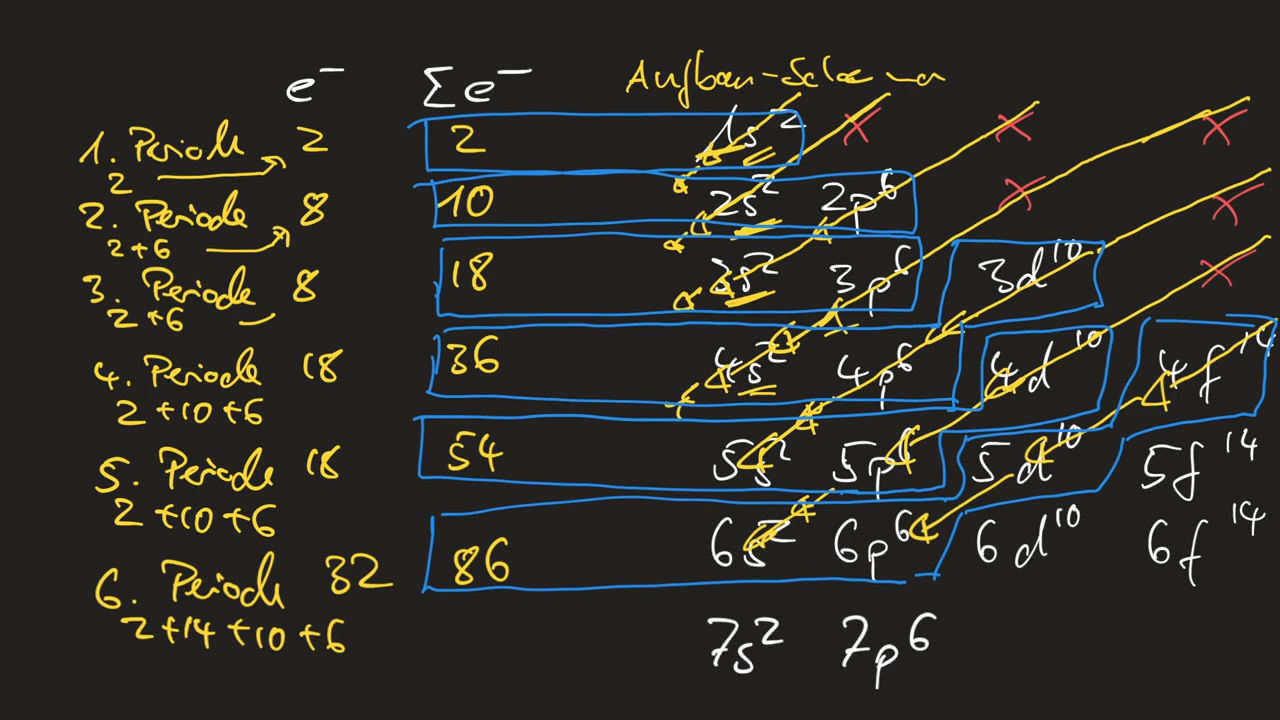 e⁻ Σe⁻ Aufbau-Schema
1. Periode 2 2 1s²
2
2. Periode 8 10 2s² 2p⁶
2+6
3. Periode 8 18 3s² 3p⁶ 3d¹⁰
2+6
4. Periode 18 36 4s² 4p⁶ 4d¹⁰ 4f¹⁴
2+10+6
5. Periode 18 54 5s² 5p⁶ 5d¹⁰ 5f¹⁴
2+10+6
6. Periode 32 86 6s² 6p⁶ 6d¹⁰ 6f¹⁴
2+14+10+6
7s² 7p⁶